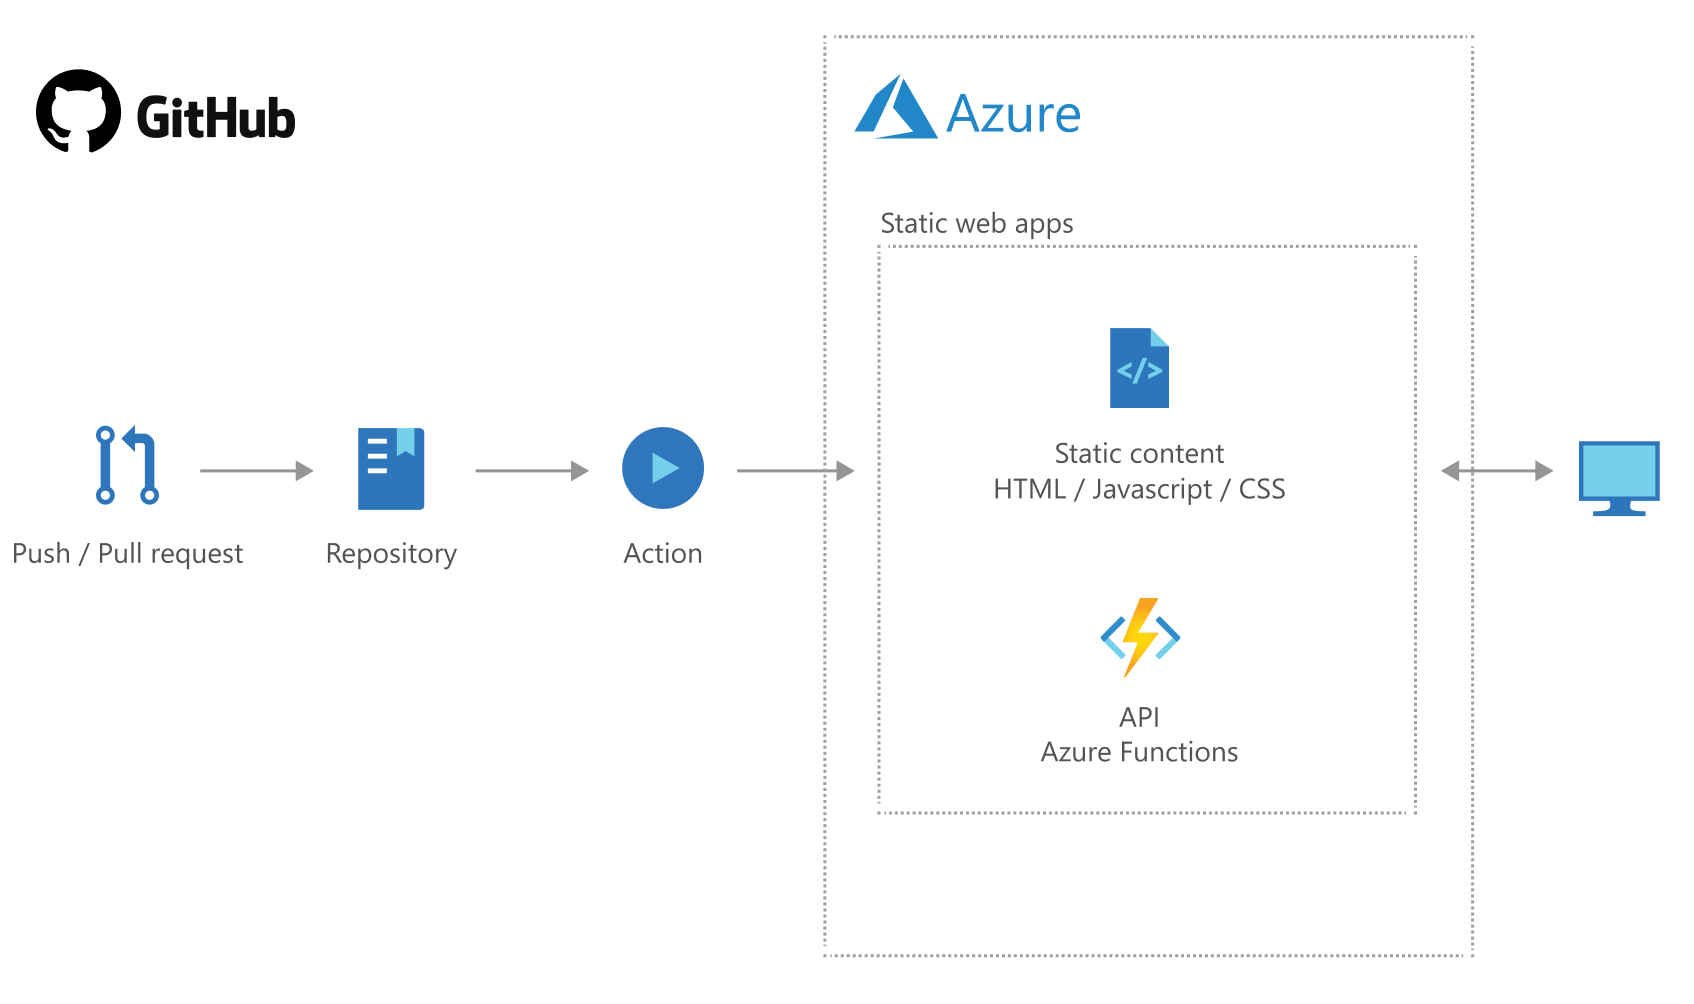 GitHub
Azure
Static web apps
Static content
HTML / Javascript / CSS
Push / Pull request
Repository
Action
API
Azure Functions